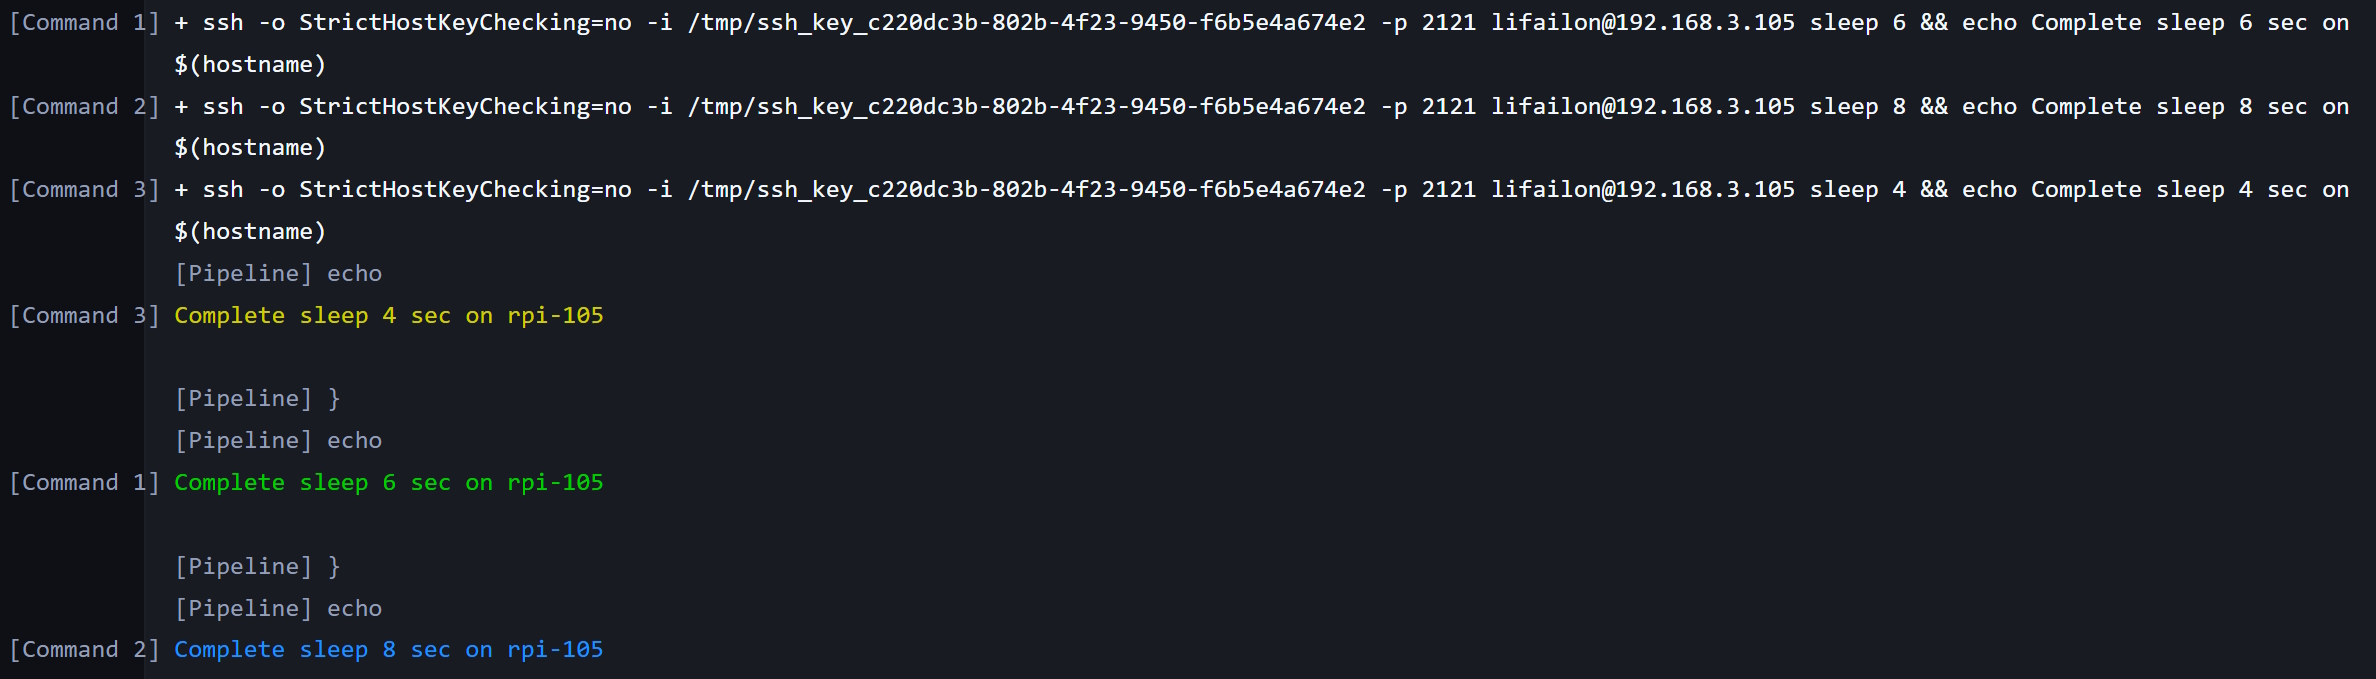 [Command 1] + ssh -o StrictHostKeyChecking=no -i /tmp/ssh_key_c220dc3b-802b-4f23-9450-f6b5e4a674e2 -p 2121 lifailon@192.168.3.105 sleep 6 && echo Complete sleep 6 sec on
$(hostname)
[Command 2] + ssh -o StrictHostKeyChecking=no -i /tmp/ssh_key_c220dc3b-802b-4f23-9450-f6b5e4a674e2 -p 2121 lifailon@192.168.3.105 sleep 8 && echo Complete sleep 8 sec on
$(hostname)
[Command 3] + ssh -o StrictHostKeyChecking=no -i /tmp/ssh_key_c220dc3b-802b-4f23-9450-f6b5e4a674e2 -p 2121 lifailon@192.168.3.105 sleep 4 && echo Complete sleep 4 sec on
$(hostname)
[Pipeline] echo
[Command 3] Complete sleep 4 sec on rpi-105
[Pipeline] }
[Pipeline] echo
[Command 1] Complete sleep 6 sec on rpi-105
[Pipeline] }
[Pipeline] echo
[Command 2] Complete sleep 8 sec on rpi-105